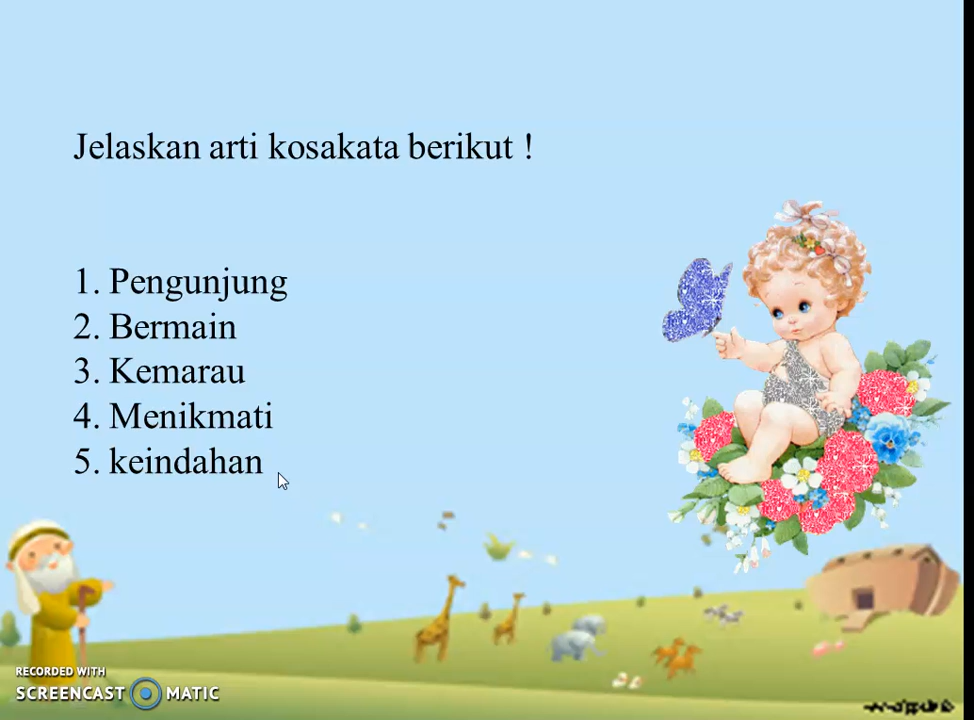 Jelaskan arti kosakata berikut !
1. Pengunjung
2. Bermain
3. Kemarau
4. Menikmati
5. keindahan
RECORDED WITH
SCREENCAST MATIC